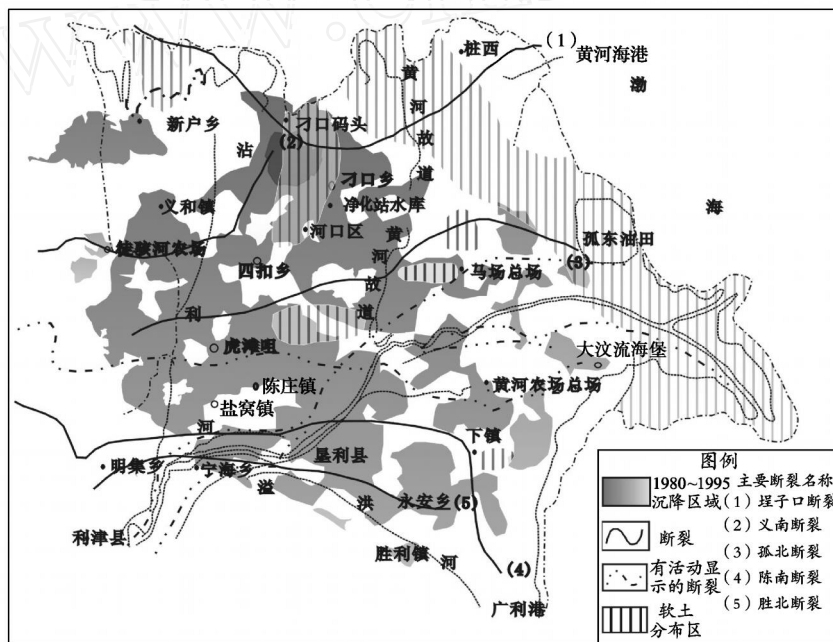 桩西
(1)
黄河海港
渤
海
黄
河
故
道
新户乡
沾
刁口码头
(2)
刁口乡
净化站水库
义和镇
河口区
徒骇河农场
四扣乡
黄
河
故
道
孤东油田
(3)
马场总场
利
虎滩咀
大汶流海堡
陈庄镇
黄河农场总场
盐窝镇
河
下镇
垦利县
明集乡
宁海乡
溢
洪
河
永安乡(5)
利津县
胜利镇
(4)
广利港
图例
1980~1995
沉降区域
断裂
有活动显
示的断裂
软土
分布区
主要断裂名称
(1)埕子口断裂
(2)义南断裂
(3)孤北断裂
(4)陈南断裂
(5)胜北断裂